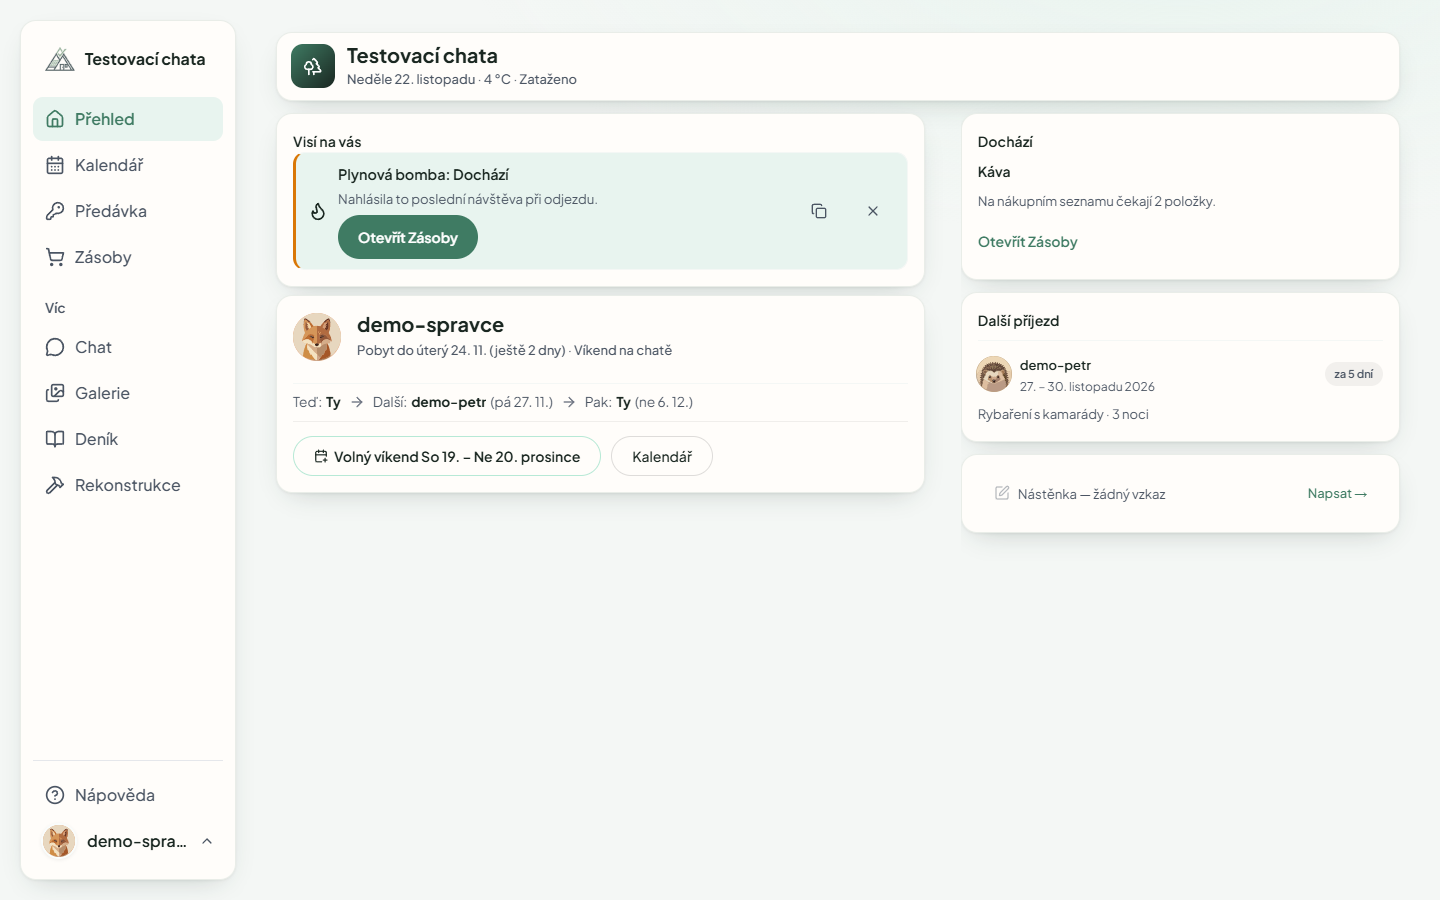 Testovací chata
Přehled
Kalendář
Předávka
Zásoby
Víc
Chat
Galerie
Deník
Rekonstrukce
Nápověda
demo-spra...
Testovací chata
Neděle 22. listopadu · 4 °C · Zataženo
Visí na vás
Plynová bomba: Dochází
Nahlásila to poslední návštěva při odjezdu.
Otevřít Zásoby
demo-spravce
Pobyt do úterý 24. 11. (ještě 2 dny) · Víkend na chatě
Teď: Ty → Další: demo-petr (pá 27. 11.) → Pak: Ty (ne 6. 12.)
Volný víkend So 19. – Ne 20. prosince
Kalendář
Dochází
Káva
Na nákupním seznamu čekají 2 položky.
Otevřít Zásoby
Další příjezd
demo-petr
27. – 30. listopadu 2026
za 5 dní
Rybaření s kamarády · 3 noci
Nástěnka — žádný vzkaz
Napsat →